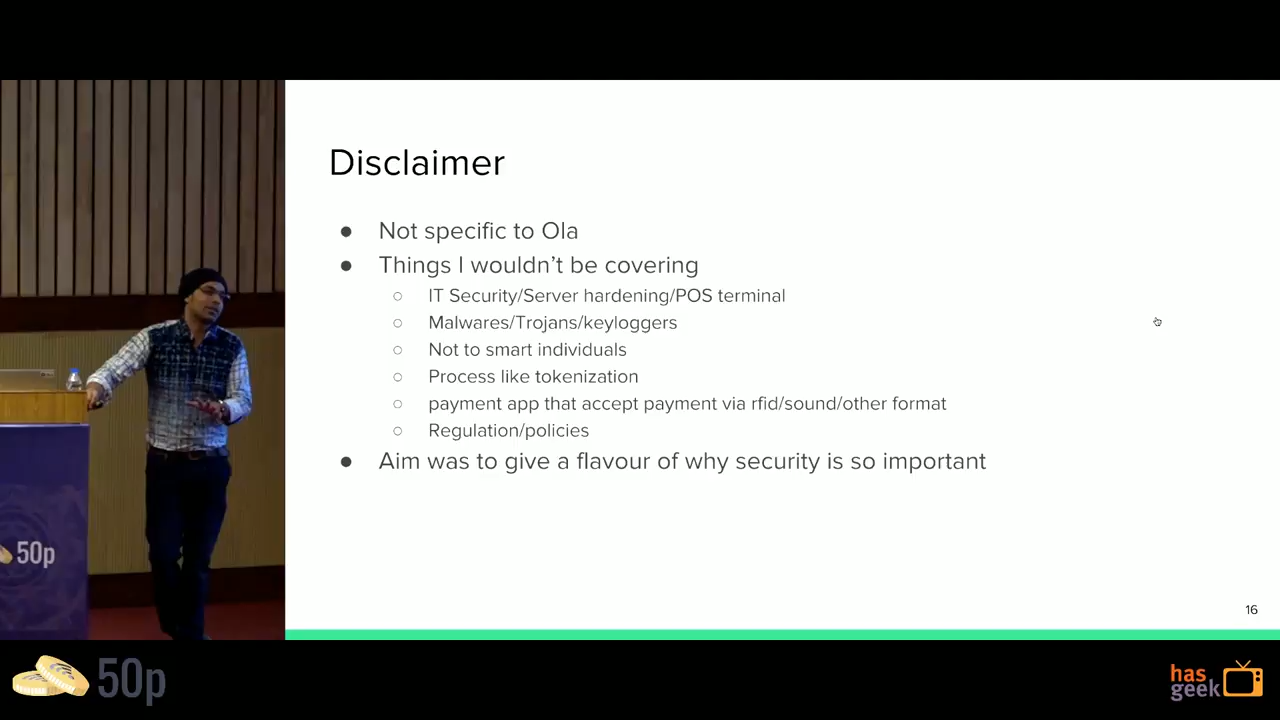 Disclaimer
● Not specific to Ola
● Things I wouldn't be covering
○ IT Security/Server hardening/POS terminal
○ Malwares/Trojans/keyloggers
○ Not to smart individuals
○ Process like tokenization
○ payment app that accept payment via rfid/sound/other format
○ Regulation/policies
● Aim was to give a flavour of why security is so important
16
50p
50p
has
geek